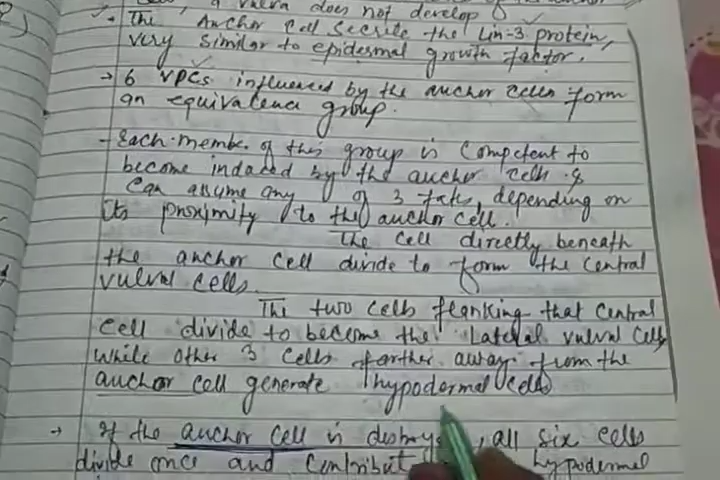 a vulva does not develop
→ The Anchor Cell Secrete the Lin-3 protein,
very similar to epidermal growth factor.
→ 6 VPCs influenced by the anchor cells form
an equivalence group.
→ Each member of this group is Competent to
become induced by the anchor cells &
Can assume any of 3 fates, depending on
its proximity to the anchor cell.
The cell directly beneath
the anchor cell divide to form the Central
vulval cells.
The two cells flanking that Central
Cell divide to become the Lateral vulval Cells
while other 3 Cells farther away from the
anchor cell generate hypodermal Cells
→ If the anchor cell is destroye, all six cells
divide once and Contribut hypodermal